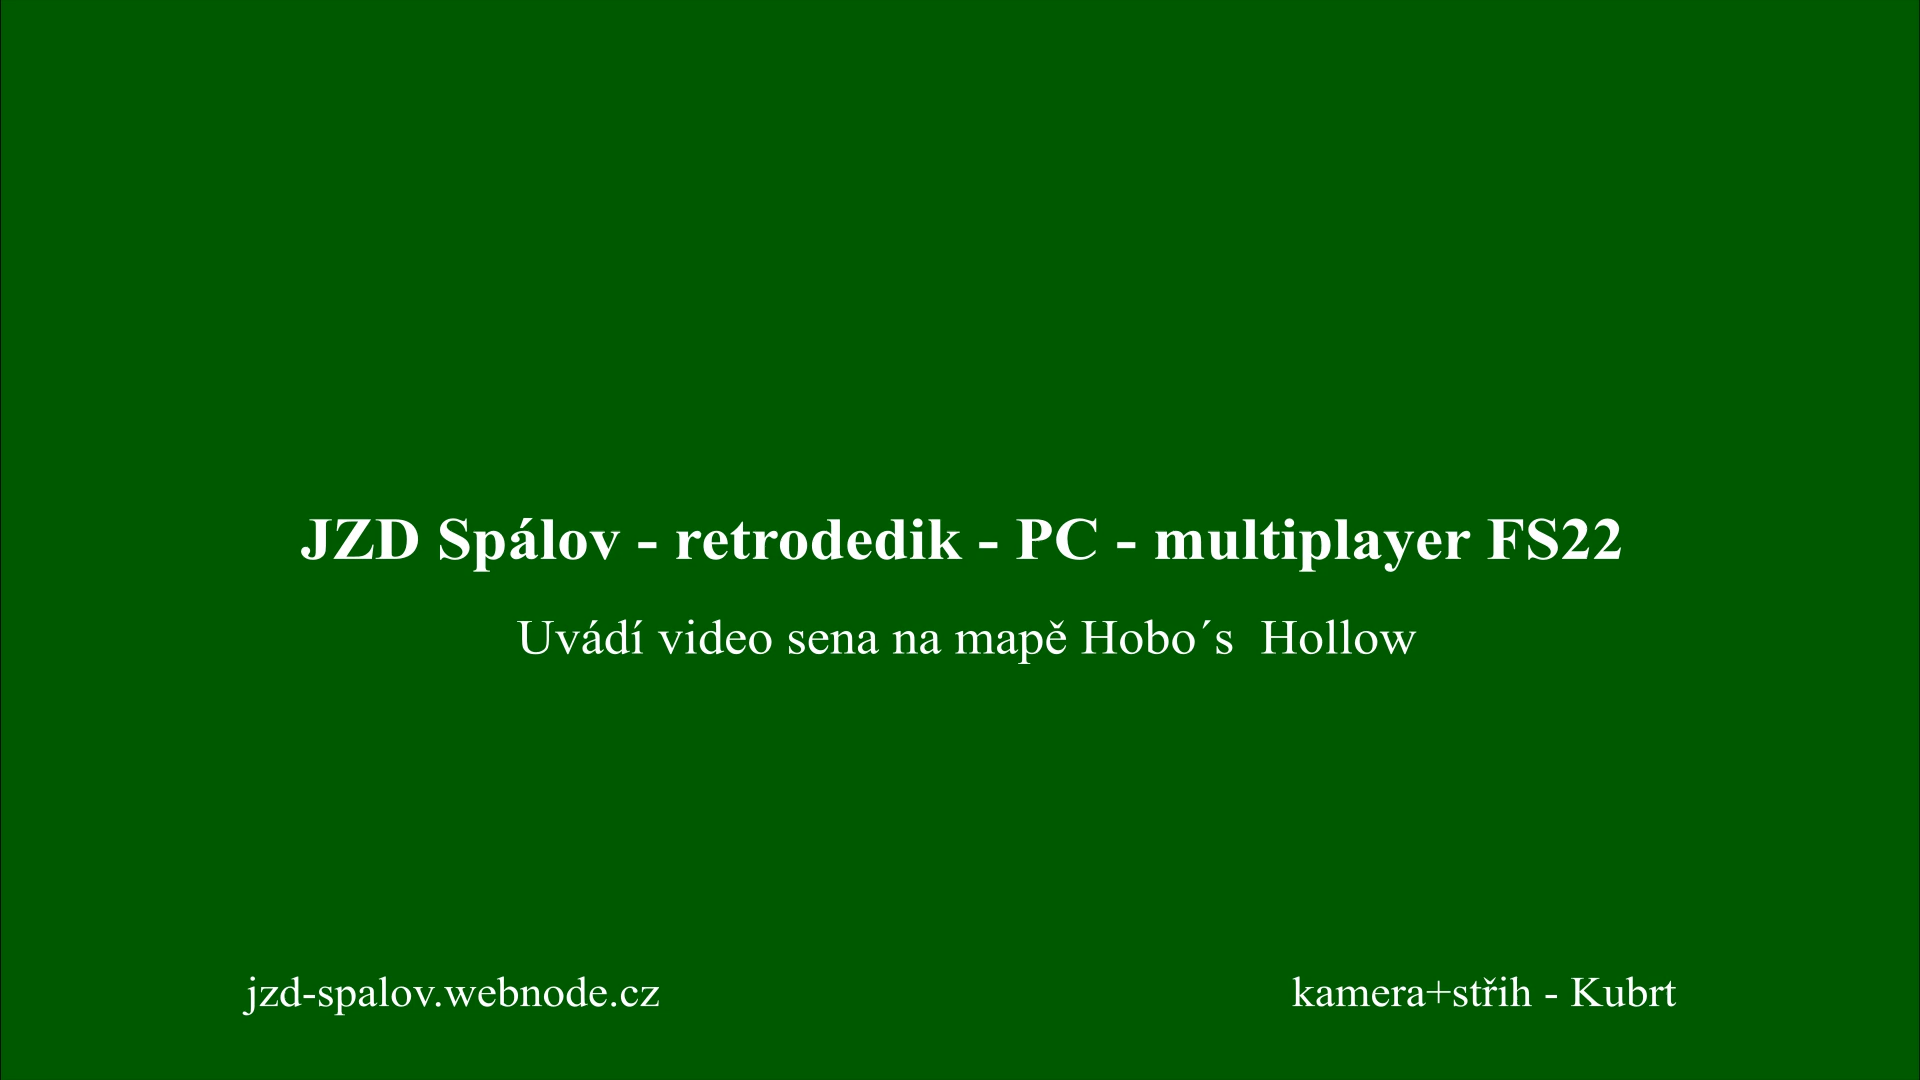 JZD Spálov - retrodedik - PC - multiplayer FS22
Uvádí video sena na mapě Hobo´s  Hollow
jzd-spalov.webnode.cz
kamera+střih - Kubrt